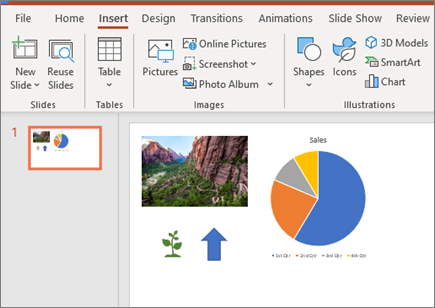 File Home Insert Design Transitions Animations Slide Show Review
New Slide
Reuse Slides
Table
Pictures
Online Pictures
Screenshot
Photo Album
Shapes
Icons
3D Models
SmartArt
Chart
Slides Tables Images Illustrations
1
Sales
1st Qtr 2nd Qtr 3rd Qtr 4th Qtr